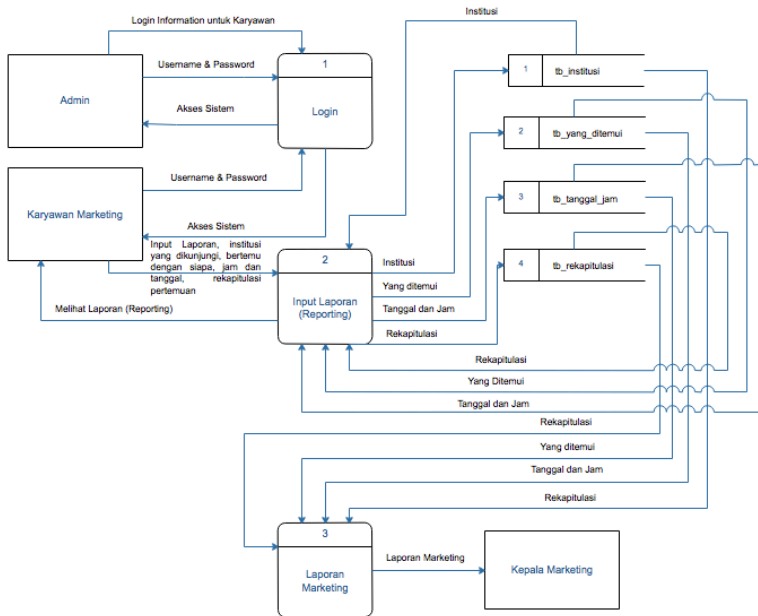 Login Information untuk Karyawan
Institusi
Admin
Username & Password
1
Login
Akses Sistem
1
tb_institusi
2
tb_yang_ditemui
Karyawan Marketing
Username & Password
Akses Sistem
3
tb_tanggal_jam
4
tb_rekapitulasi
Input Laporan, institusi
yang dikunjungi, bertemu
dengan siapa, jam dan
tanggal, rekapitulasi
pertemuan
Melihat Laporan (Reporting)
2
Input Laporan
(Reporting)
Institusi
Yang ditemui
Tanggal dan Jam
Rekapitulasi
Rekapitulasi
Yang Ditemui
Tanggal dan Jam
Rekapitulasi
Yang ditemui
Tanggal dan Jam
Rekapitulasi
3
Laporan
Marketing
Laporan Marketing
Kepala Marketing